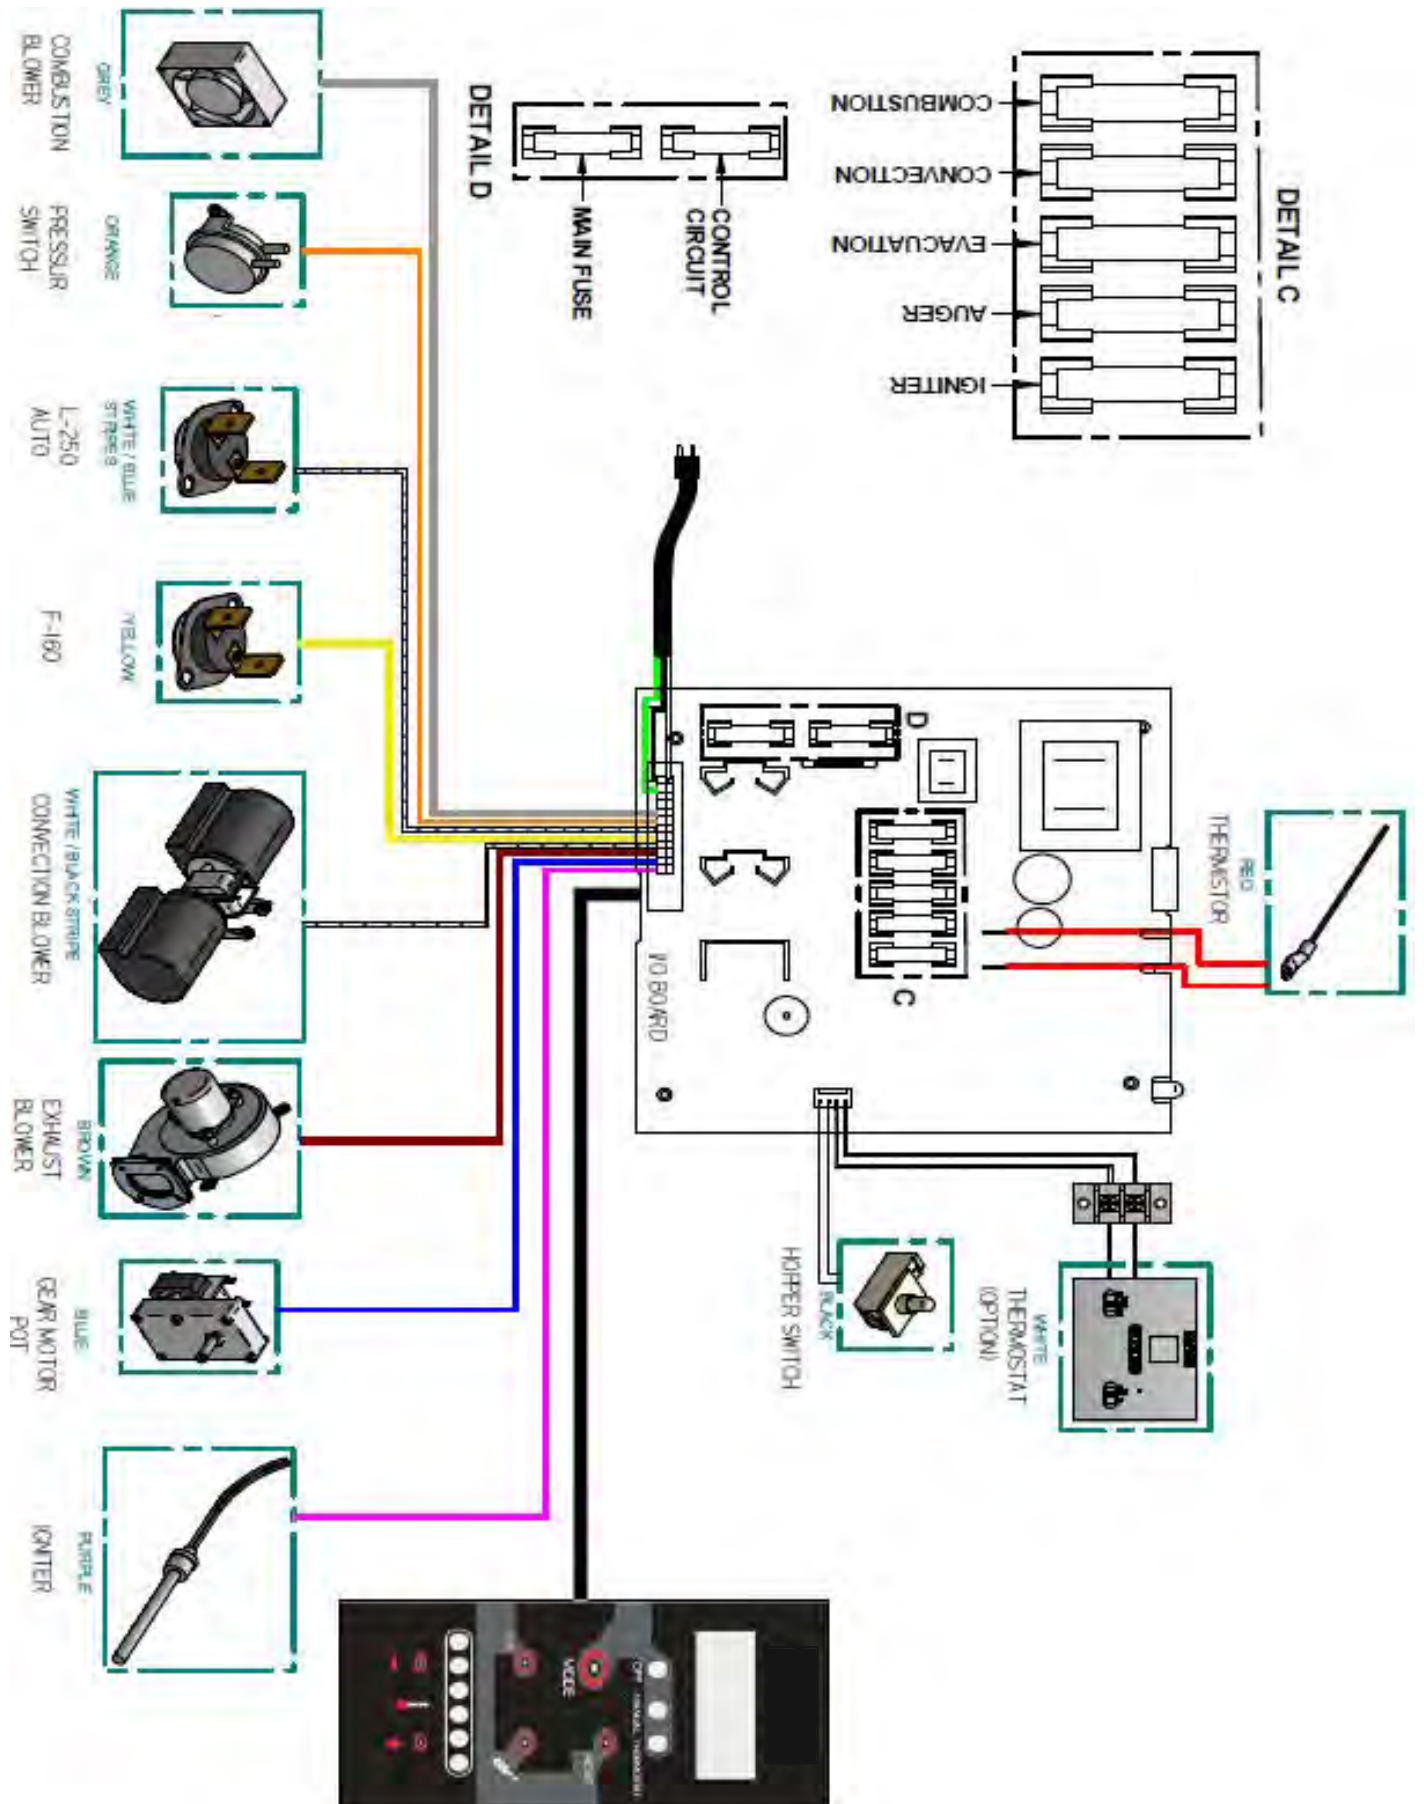 COMBUSTION
BLOWER
GREY
PRESSUR
SWITCH
ORANGE
L-250
AUTO
WHITE / BLUE
STRIPES
F-160
YELLOW
WHITE / BLACK STRIPE
CONVECTION BLOWER
BROWN
EXHAUST
BLOWER
BLUE
GEAR MOTOR
POT
PURPLE
IGNITER
DETAIL D
MAIN FUSE
CONTROL
CIRCUIT
DETAIL C
COMBUSTION
CONVECTION
EVACUATION
AUGER
IGNITER
D
C
I/O BOARD
RED
THERMISTOR
BLACK
HOPPER SWITCH
WHITE
THERMOSTAT
(OPTION)
MODE
OFF
MANUAL